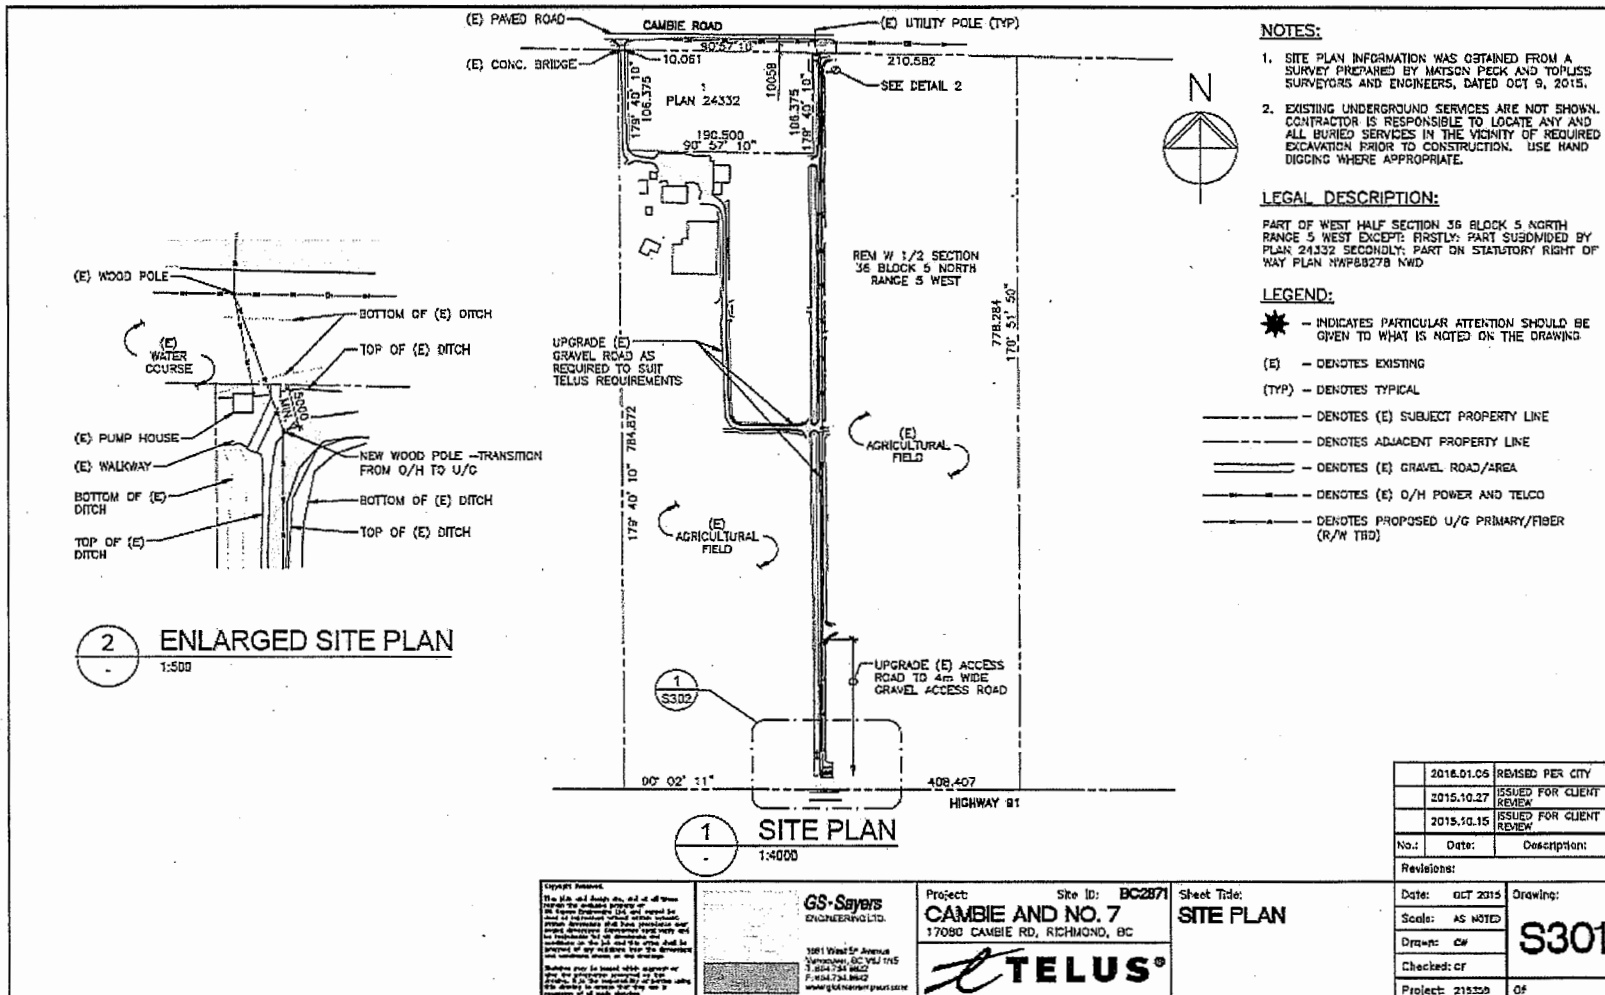 (E) PAVED ROAD
CAMBIE ROAD
(E) UTILITY POLE (TYP)
90° 57' 10"
(E) CONC. BRIDGE
10.061
210.582
SEE DETAIL 2
179° 40' 10"
106.375
1
PLAN 24332
10058
106.375
179° 40' 10"
190.500
90° 57' 10"
REM W 1/2 SECTION
36 BLOCK 5 NORTH
RANGE 5 WEST
UPGRADE (E)
GRAVEL ROAD AS
REQUIRED TO SUIT
TELUS REQUIREMENTS
778.284
170° 51' 50"
179° 40' 10" 784.872
(E)
AGRICULTURAL
FIELD
(E)
AGRICULTURAL
FIELD
UPGRADE (E) ACCESS
ROAD TO 4m WIDE
GRAVEL ACCESS ROAD
1
S302
90° 02' 11"
408.407
HIGHWAY 91
1
-
SITE PLAN
1:4000
(E) WOOD POLE
BOTTOM OF (E) DITCH
(E)
WATER
COURSE
TOP OF (E) DITCH
5000
MIN
(E) PUMP HOUSE
(E) WALKWAY
NEW WOOD POLE -TRANSITION
FROM O/H TO U/G
BOTTOM OF (E)
DITCH
BOTTOM OF (E) DITCH
TOP OF (E)
DITCH
TOP OF (E) DITCH
2
-
ENLARGED SITE PLAN
1:500
NOTES:
1. SITE PLAN INFORMATION WAS OBTAINED FROM A
SURVEY PREPARED BY MATSON PECK AND TOPLISS
SURVEYORS AND ENGINEERS, DATED OCT 9, 2015.
2. EXISTING UNDERGROUND SERVICES ARE NOT SHOWN.
CONTRACTOR IS RESPONSIBLE TO LOCATE ANY AND
ALL BURIED SERVICES IN THE VICINITY OF REQUIRED
EXCAVATION PRIOR TO CONSTRUCTION. USE HAND
DIGGING WHERE APPROPRIATE.
N
LEGAL DESCRIPTION:
PART OF WEST HALF SECTION 36 BLOCK 5 NORTH
RANGE 5 WEST EXCEPT: FIRSTLY: PART SUBDIVIDED BY
PLAN 24332 SECONDLY: PART ON STATUTORY RIGHT OF
WAY PLAN NWP88278 NWD
LEGEND:
– INDICATES PARTICULAR ATTENTION SHOULD BE
GIVEN TO WHAT IS NOTED ON THE DRAWING
(E) – DENOTES EXISTING
(TYP) – DENOTES TYPICAL
– DENOTES (E) SUBJECT PROPERTY LINE
– DENOTES ADJACENT PROPERTY LINE
– DENOTES (E) GRAVEL ROAD/AREA
– DENOTES (E) O/H POWER AND TELCO
– DENOTES PROPOSED U/G PRIMARY/FIBER
(R/W TBD)
2016.01.05 REVISED PER CITY
2015.10.27 ISSUED FOR CLIENT REVIEW
2015.10.15 ISSUED FOR CLIENT REVIEW
No.: Date: Description:
Revisions:
GS-Sayers
ENGINEERING LTD.
Project: Site ID: BC2871
CAMBIE AND NO. 7
17080 CAMBIE RD, RICHMOND, BC
TELUS®
Sheet Title:
SITE PLAN
Date: OCT 2015
Scale: AS NOTED
Drawn: CW
Checked: CF
Project: 215359
Drawing:
S301
Of